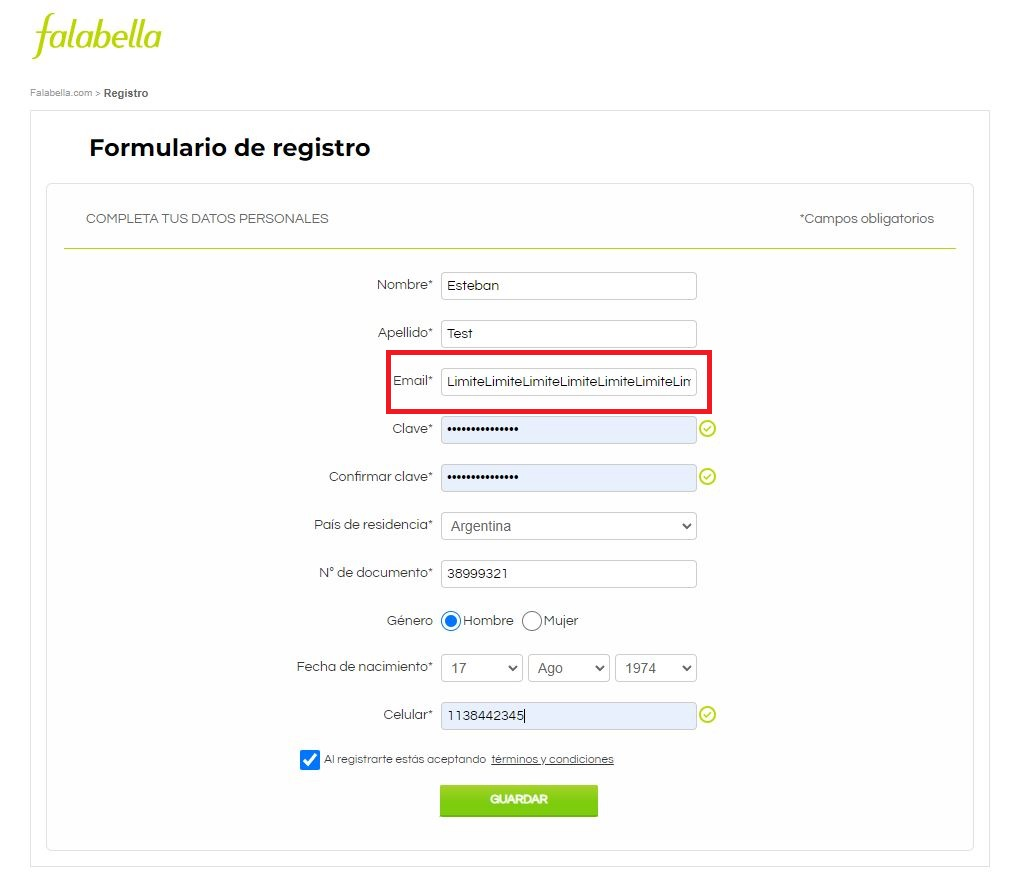 falabella
Falabella.com > Registro
Formulario de registro
COMPLETA TUS DATOS PERSONALES *Campos obligatorios
Nombre* Esteban
Apellido* Test
Email* LimiteLimiteLimiteLimiteLimiteLimiteLim
Clave* •••••••••••••••
Confirmar clave* •••••••••••••••
País de residencia* Argentina
N° de documento* 38999321
Género Hombre Mujer
Fecha de nacimiento* 17 Ago 1974
Celular* 1138442345
Al registrarte estás aceptando términos y condiciones
GUARDAR